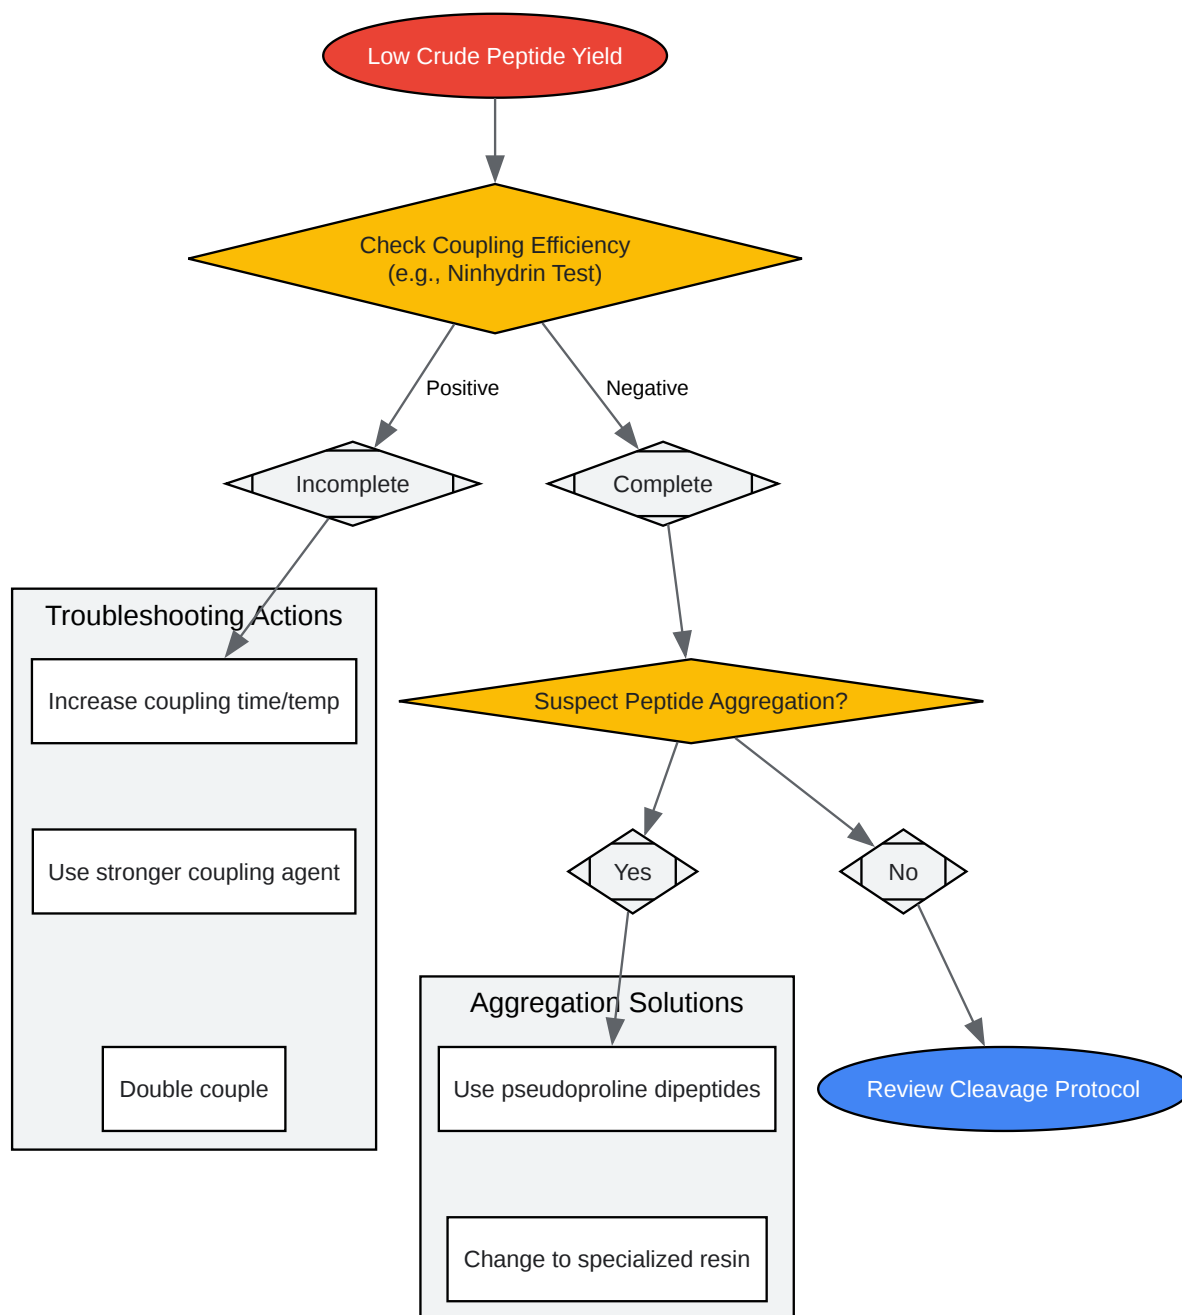 Low Crude Peptide Yield
Check Coupling Efficiency
(e.g., Ninhydrin Test)
Positive
Negative
Incomplete
Complete
Troubleshooting Actions
Increase coupling time/temp
Suspect Peptide Aggregation?
Use stronger coupling agent
Yes
No
Aggregation Solutions
Double couple
Use pseudoproline dipeptides
Review Cleavage Protocol
Change to specialized resin